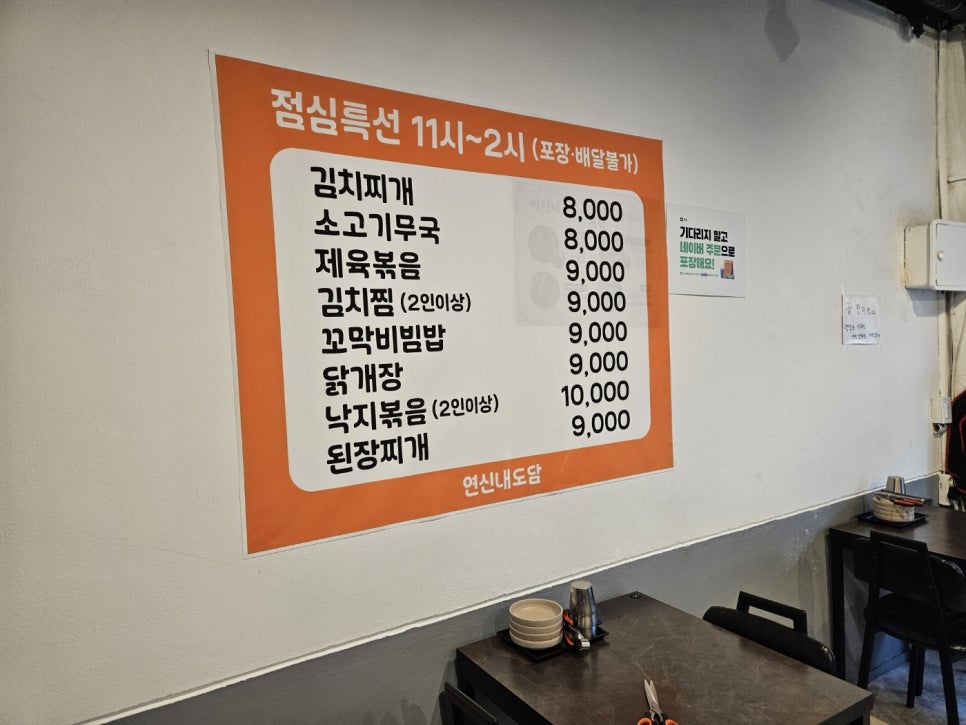 점심특선 11시~2시 (포장·배달불가)
김치찌개 8,000
소고기무국 8,000
제육볶음 9,000
김치찜 (2인이상) 9,000
꼬막비빔밥 9,000
닭개장 9,000
낙지볶음 (2인이상) 10,000
된장찌개 9,000
연신내도담
기다리지 말고
네이버 주문으로
포장해요!